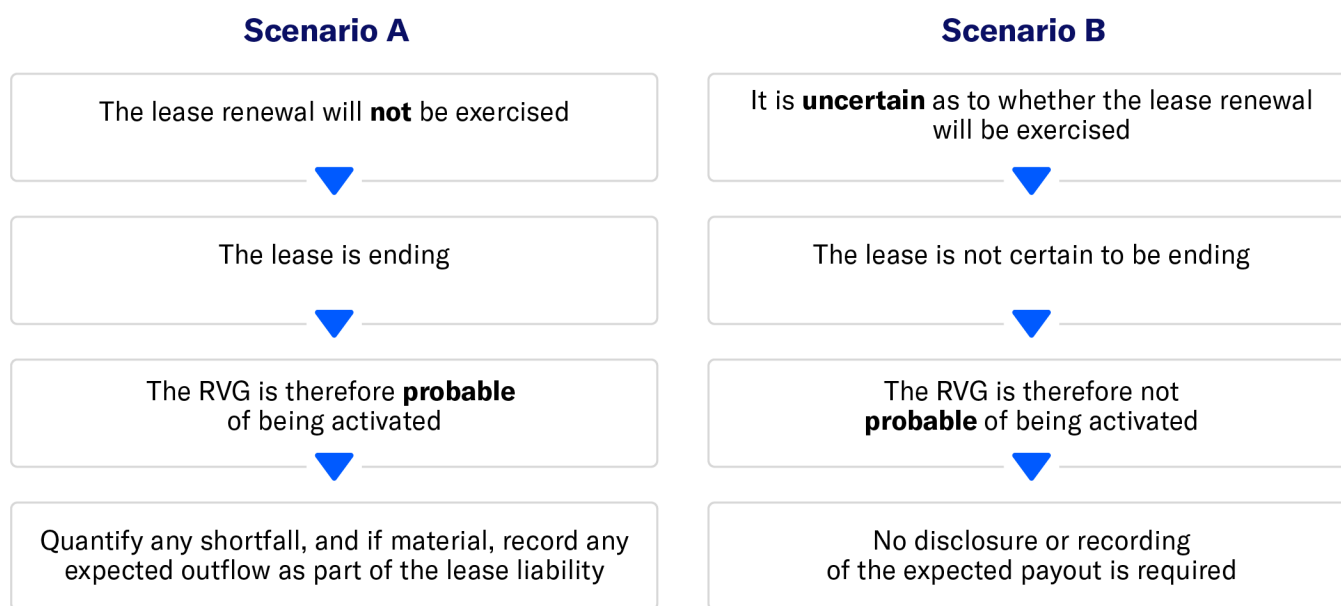 Scenario A
The lease renewal will not be exercised
The lease is ending
The RVG is therefore probable
of being activated
Quantify any shortfall, and if material, record any
expected outflow as part of the lease liability
Scenario B
It is uncertain as to whether the lease renewal
will be exercised
The lease is not certain to be ending
The RVG is therefore not
probable of being activated
No disclosure or recording
of the expected payout is required